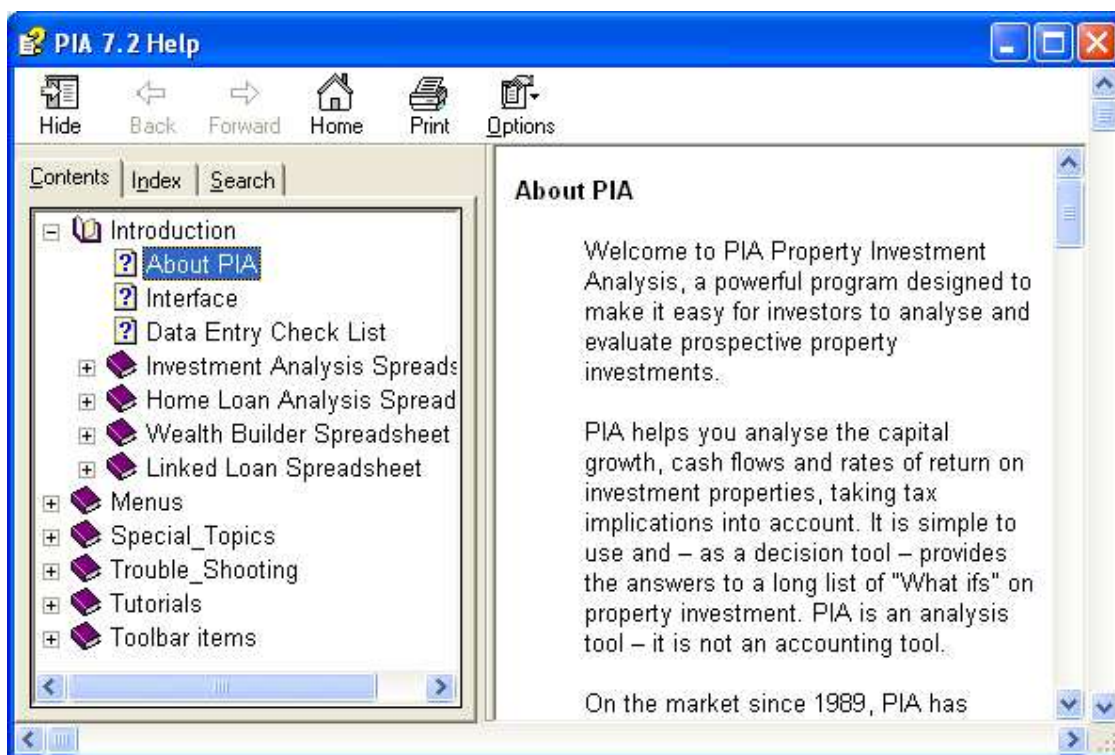 PIA 7.2 Help
Hide Back Forward Home Print Options
Contents Index Search
Introduction
About PIA
Interface
Data Entry Check List
Investment Analysis Spreads
Home Loan Analysis Spread
Wealth Builder Spreadsheet
Linked Loan Spreadsheet
Menus
Special_Topics
Trouble_Shooting
Tutorials
Toolbar items
About PIA
Welcome to PIA Property Investment
Analysis, a powerful program designed to
make it easy for investors to analyse and
evaluate prospective property
investments.
PIA helps you analyse the capital
growth, cash flows and rates of return on
investment properties, taking tax
implications into account. It is simple to
use and – as a decision tool – provides
the answers to a long list of "What ifs" on
property investment. PIA is an analysis
tool – it is not an accounting tool.
On the market since 1989, PIA has